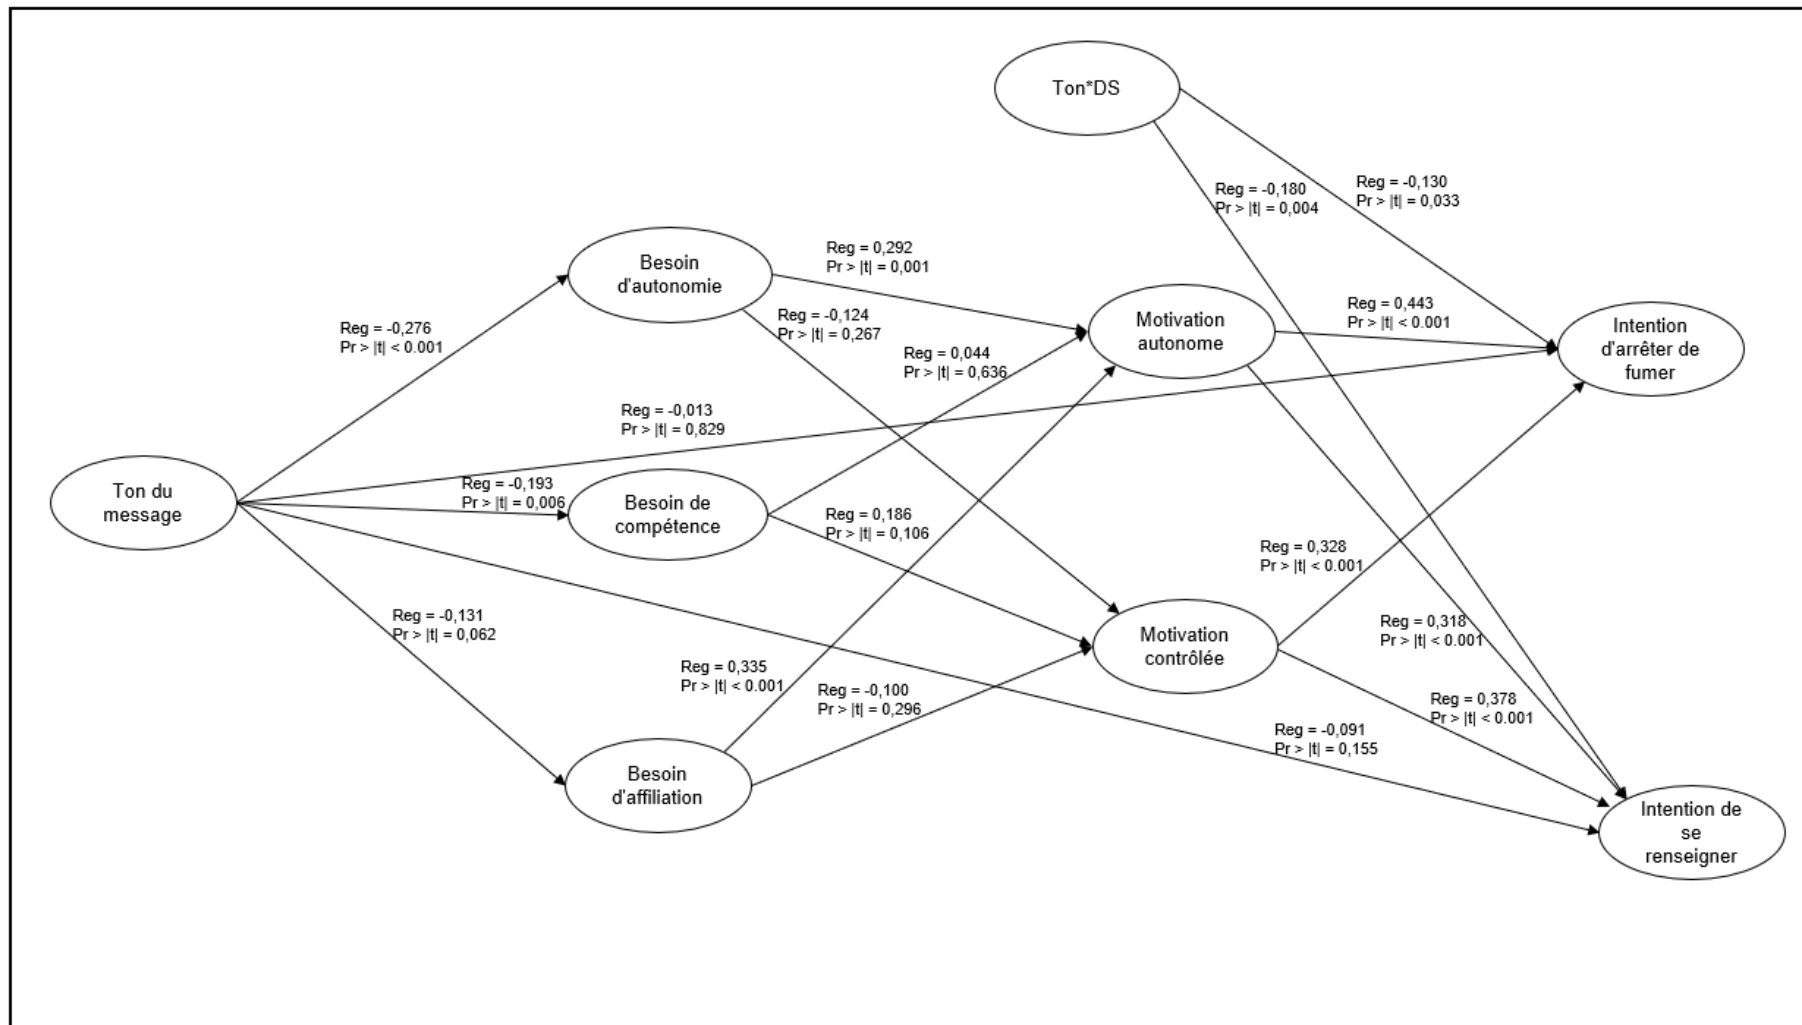 Ton*DS
Reg = -0,180
Pr > |t| = 0,004
Reg = -0,130
Pr > |t| = 0,033
Besoin
d'autonomie
Reg = 0,292
Pr > |t| = 0,001
Reg = -0,124
Pr > |t| = 0,267
Reg = -0,276
Pr > |t| < 0.001
Reg = 0,044
Pr > |t| = 0,636
Motivation
autonome
Reg = 0,443
Pr > |t| < 0.001
Intention
d'arrêter de
fumer
Reg = -0,013
Pr > |t| = 0,829
Ton du
message
Reg = -0,193
Pr > |t| = 0,006
Besoin de
compétence
Reg = 0,186
Pr > |t| = 0,106
Reg = 0,328
Pr > |t| < 0.001
Reg = -0,131
Pr > |t| = 0,062
Reg = 0,318
Pr > |t| < 0.001
Motivation
contrôlée
Reg = 0,335
Pr > |t| < 0.001
Reg = -0,100
Pr > |t| = 0,296
Reg = 0,378
Pr > |t| < 0.001
Reg = -0,091
Pr > |t| = 0,155
Besoin
d'affiliation
Intention de
se
renseigner